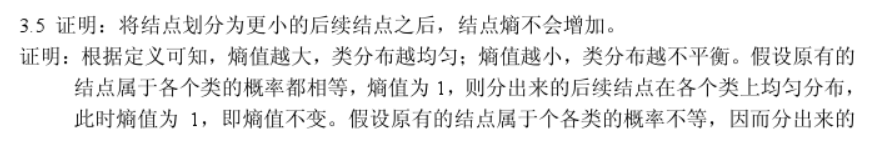 3.5 证明：将结点划分为更小的后续结点之后，结点熵不会增加。
证明：根据定义可知，熵值越大，类分布越均匀；熵值越小，类分布越不平衡。假设原有的
结点属于各个类的概率都相等，熵值为 1，则分出来的后续结点在各个类上均匀分布，
此时熵值为 1，即熵值不变。假设原有的结点属于个各类的概率不等，因而分出来的